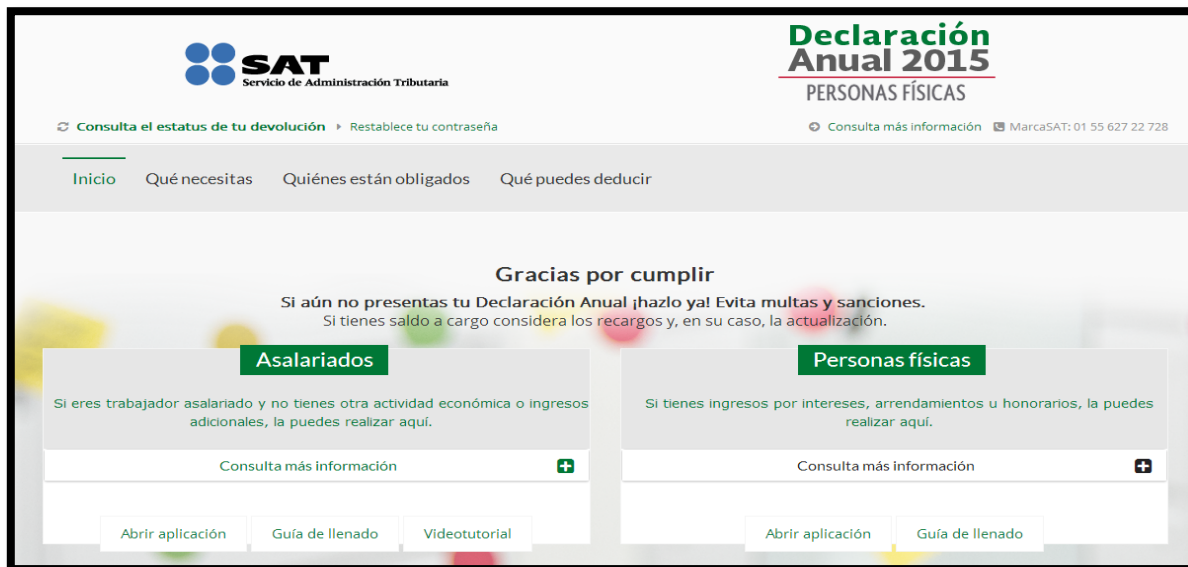 SAT
Servicio de Administración Tributaria
Declaración
Anual 2015
PERSONAS FÍSICAS
Consulta el estatus de tu devolución Restablece tu contraseña
Consulta más información MarcaSAT: 01 55 627 22 728
Inicio Qué necesitas Quiénes están obligados Qué puedes deducir
Gracias por cumplir
Si aún no presentas tu Declaración Anual ¡hazlo ya! Evita multas y sanciones.
Si tienes saldo a cargo considera los recargos y, en su caso, la actualización.
Asalariados
Si eres trabajador asalariado y no tienes otra actividad económica o ingresos
adicionales, la puedes realizar aquí.
Consulta más información
Abrir aplicación Guía de llenado Videotutorial
Personas físicas
Si tienes ingresos por intereses, arrendamientos u honorarios, la puedes
realizar aquí.
Consulta más información
Abrir aplicación Guía de llenado